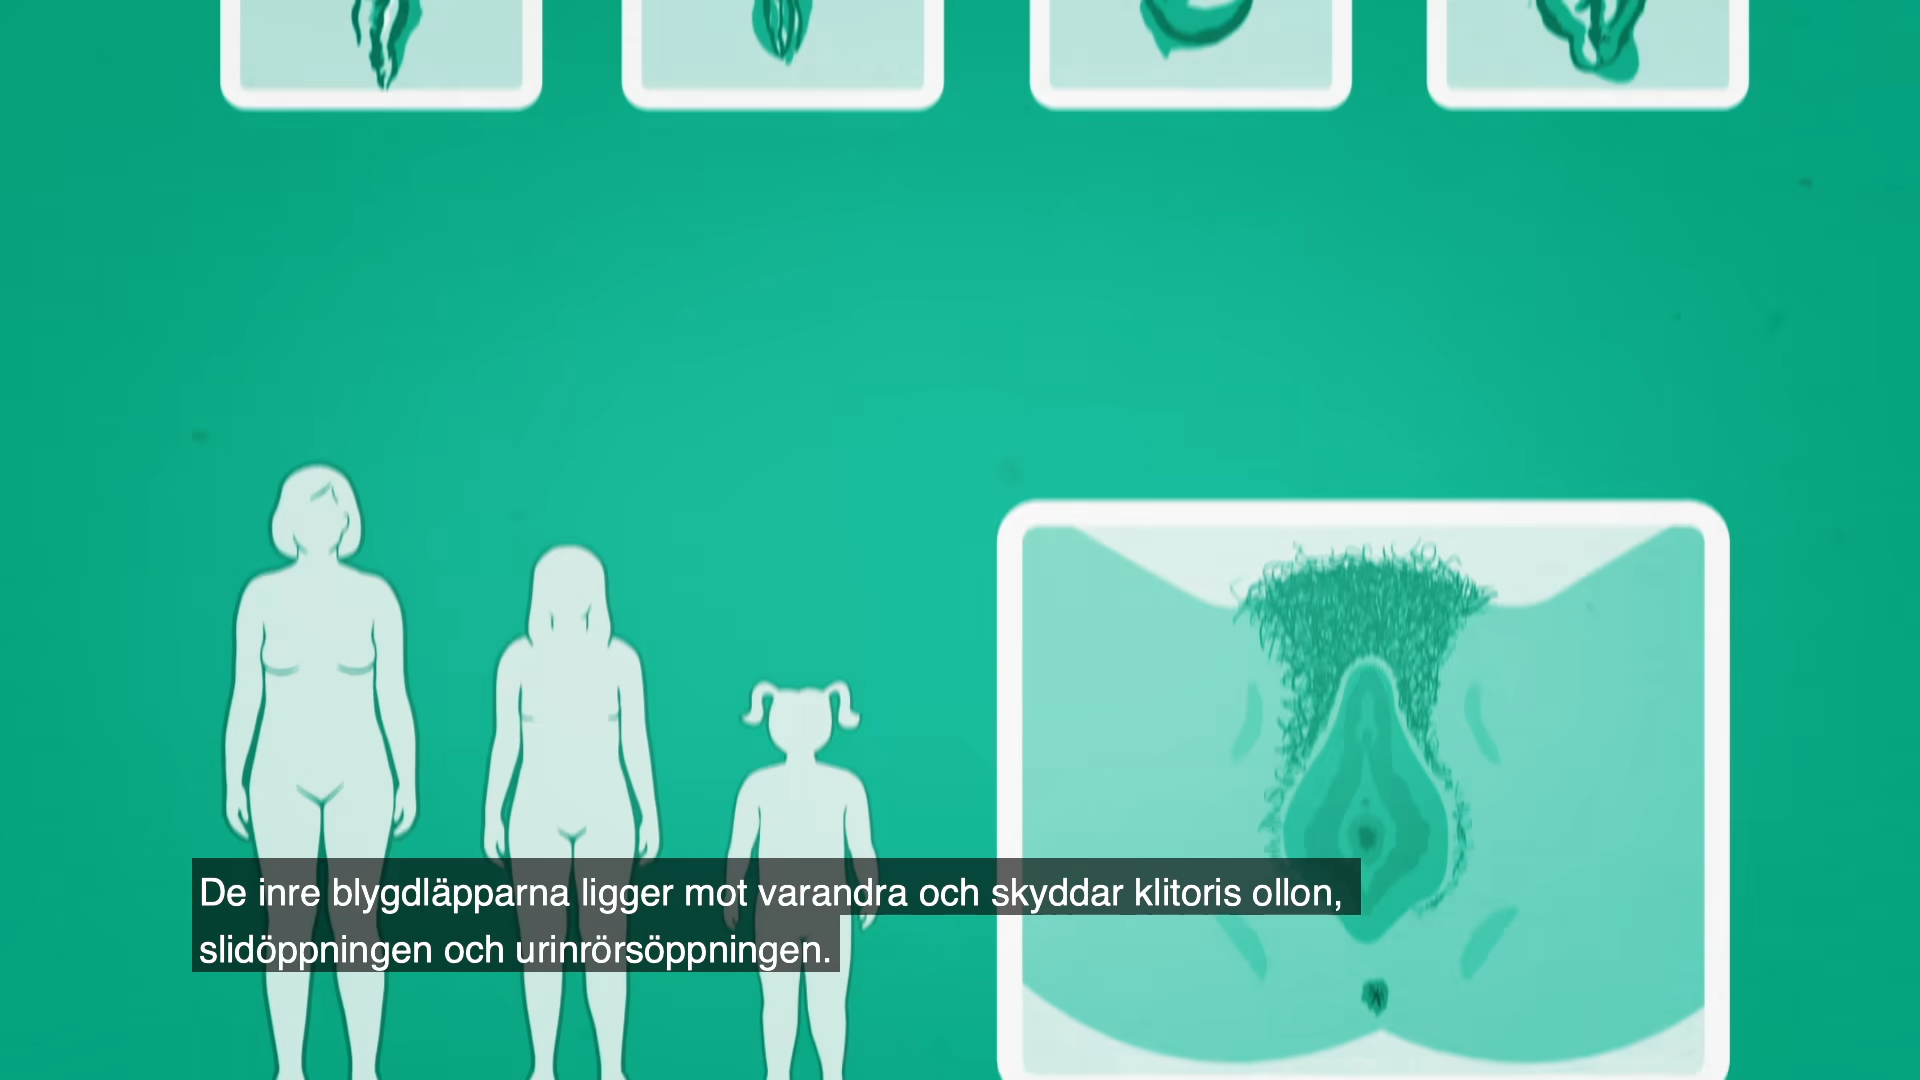 De inre blygdläpparna ligger mot varandra och skyddar klitoris ollon,
slidöppningen och urinrörsöppningen.